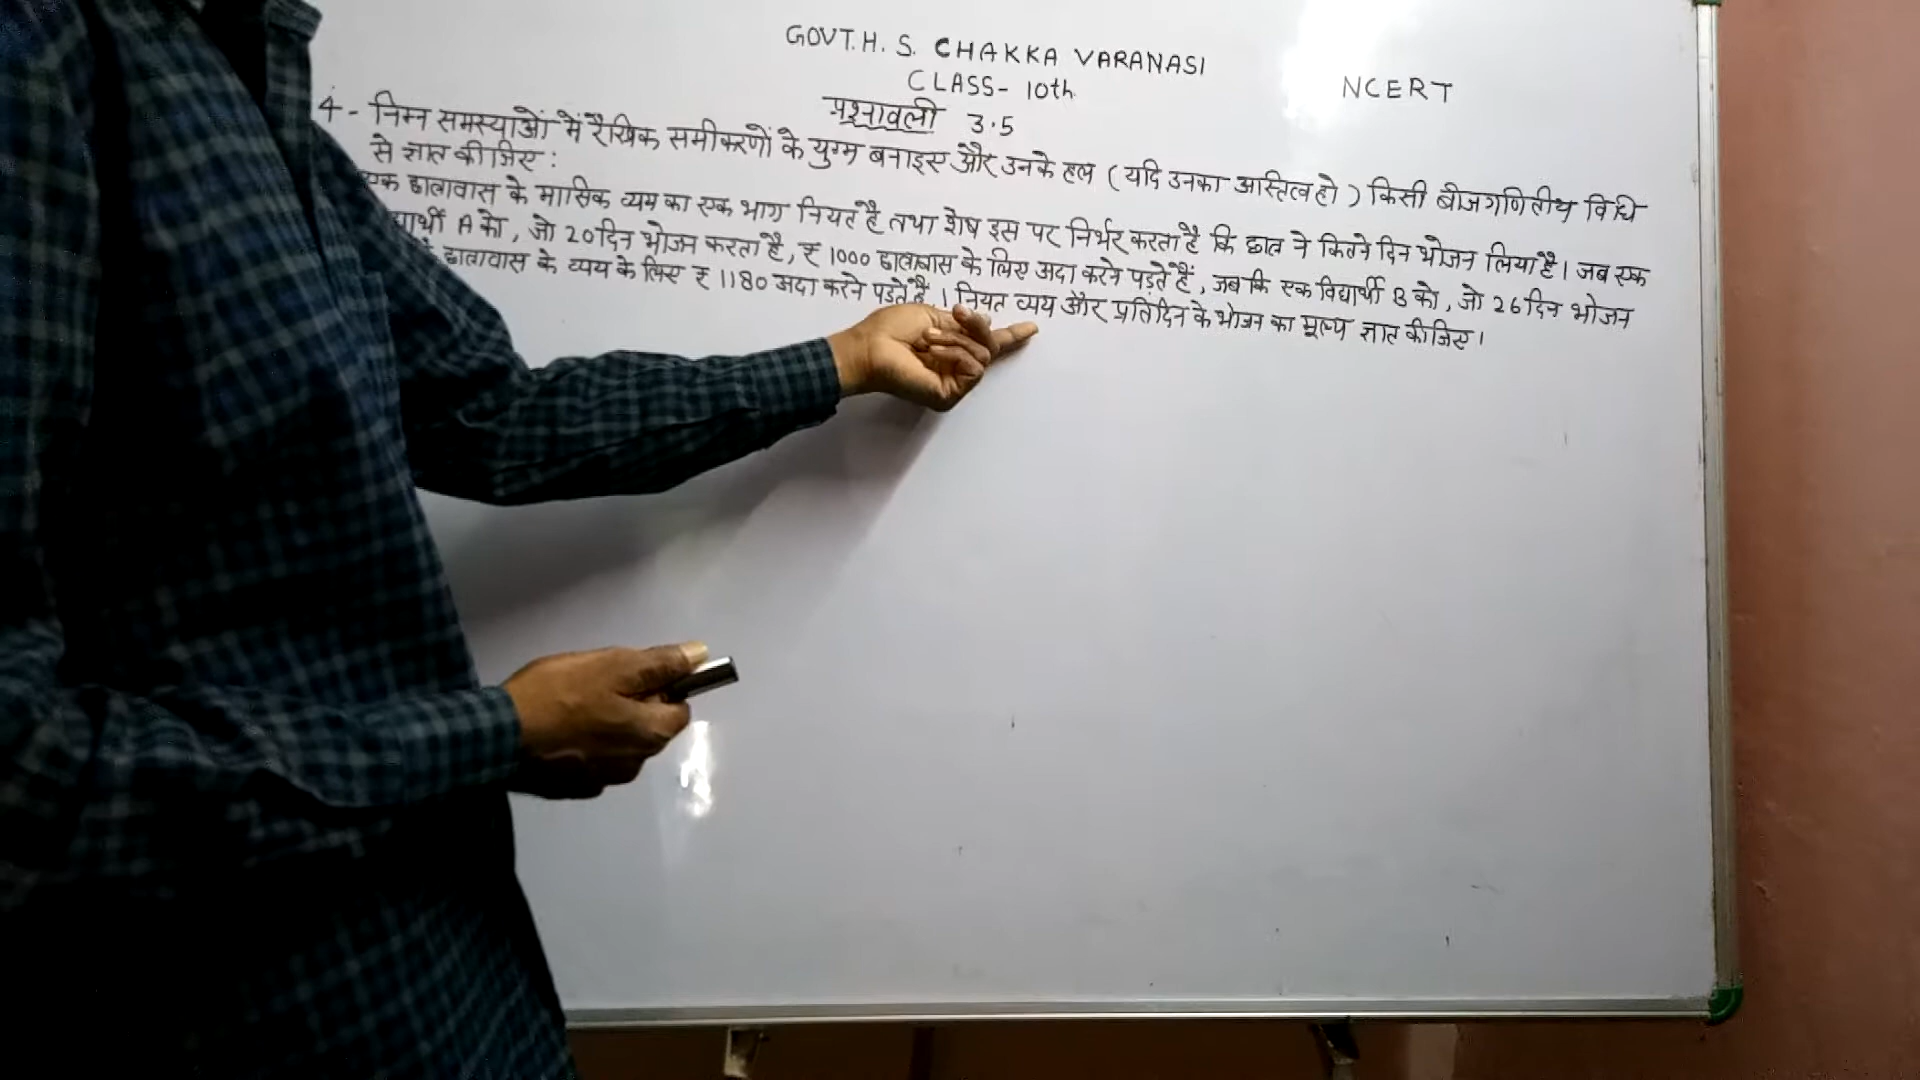 GOVT. H. S. CHAKKA VARANASI
CLASS- 10th.
NCERT
प्रश्नावली 3.5
4 - निम्न समस्याओं में रैखिक समीकरणों के युग्म बनाइए और उनके हल ( यदि उनका अस्तित्व हो ) किसी बीजगणितीय विधि
से ज्ञात कीजिए :
एक छात्रावास के मासिक व्यय का एक भाग नियत है तथा शेष इस पर निर्भर करता है कि छात्र ने कितने दिन भोजन लिया है। जब एक
A को, जो 20 दिन भोजन करता है, ₹ 1000 छात्रावास के लिए अदा करने पड़ते हैं, जबकि एक विद्यार्थी B को, जो 26 दिन भोजन
छात्रावास के व्यय के लिए ₹ 1180 अदा करने पड़ते हैं। नियत व्यय और प्रतिदिन के भोजन का मूल्य ज्ञात कीजिए।